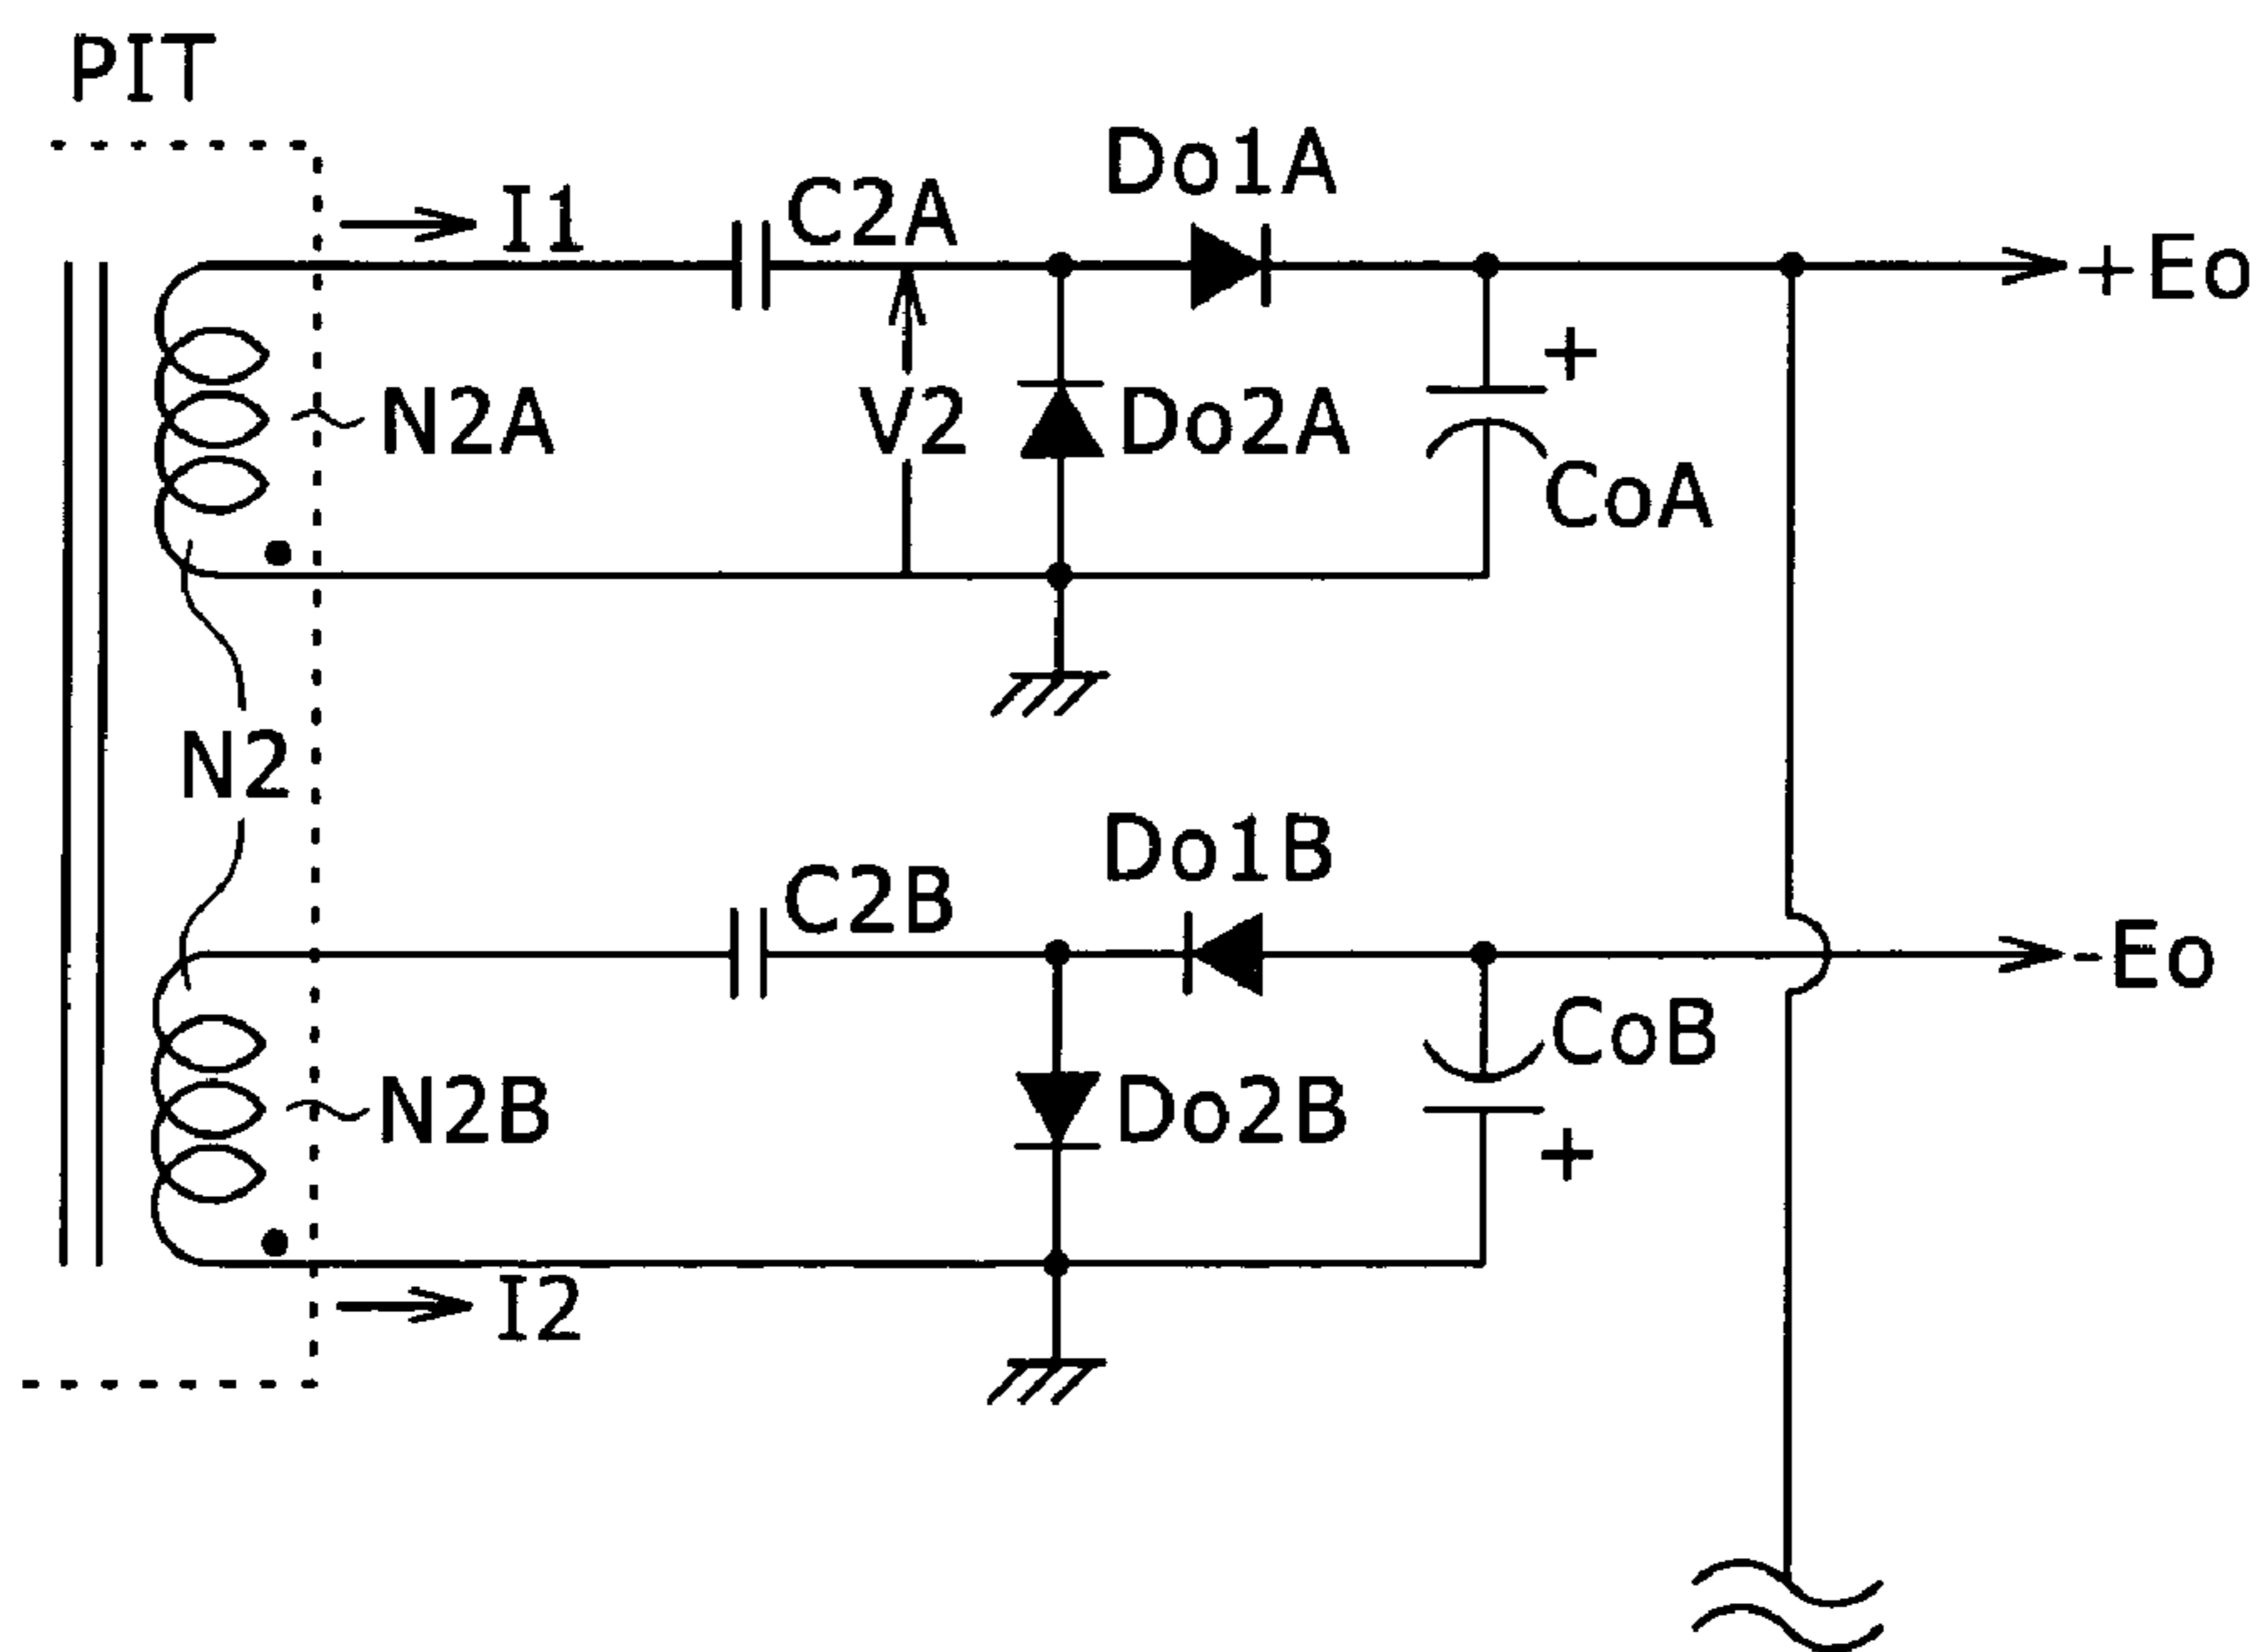 PIT
I1
C2A
Do1A
+Eo
+
N2A
V2
Do2A
CoA
N2
C2B
Do1B
-Eo
CoB
N2B
Do2B
+
I2